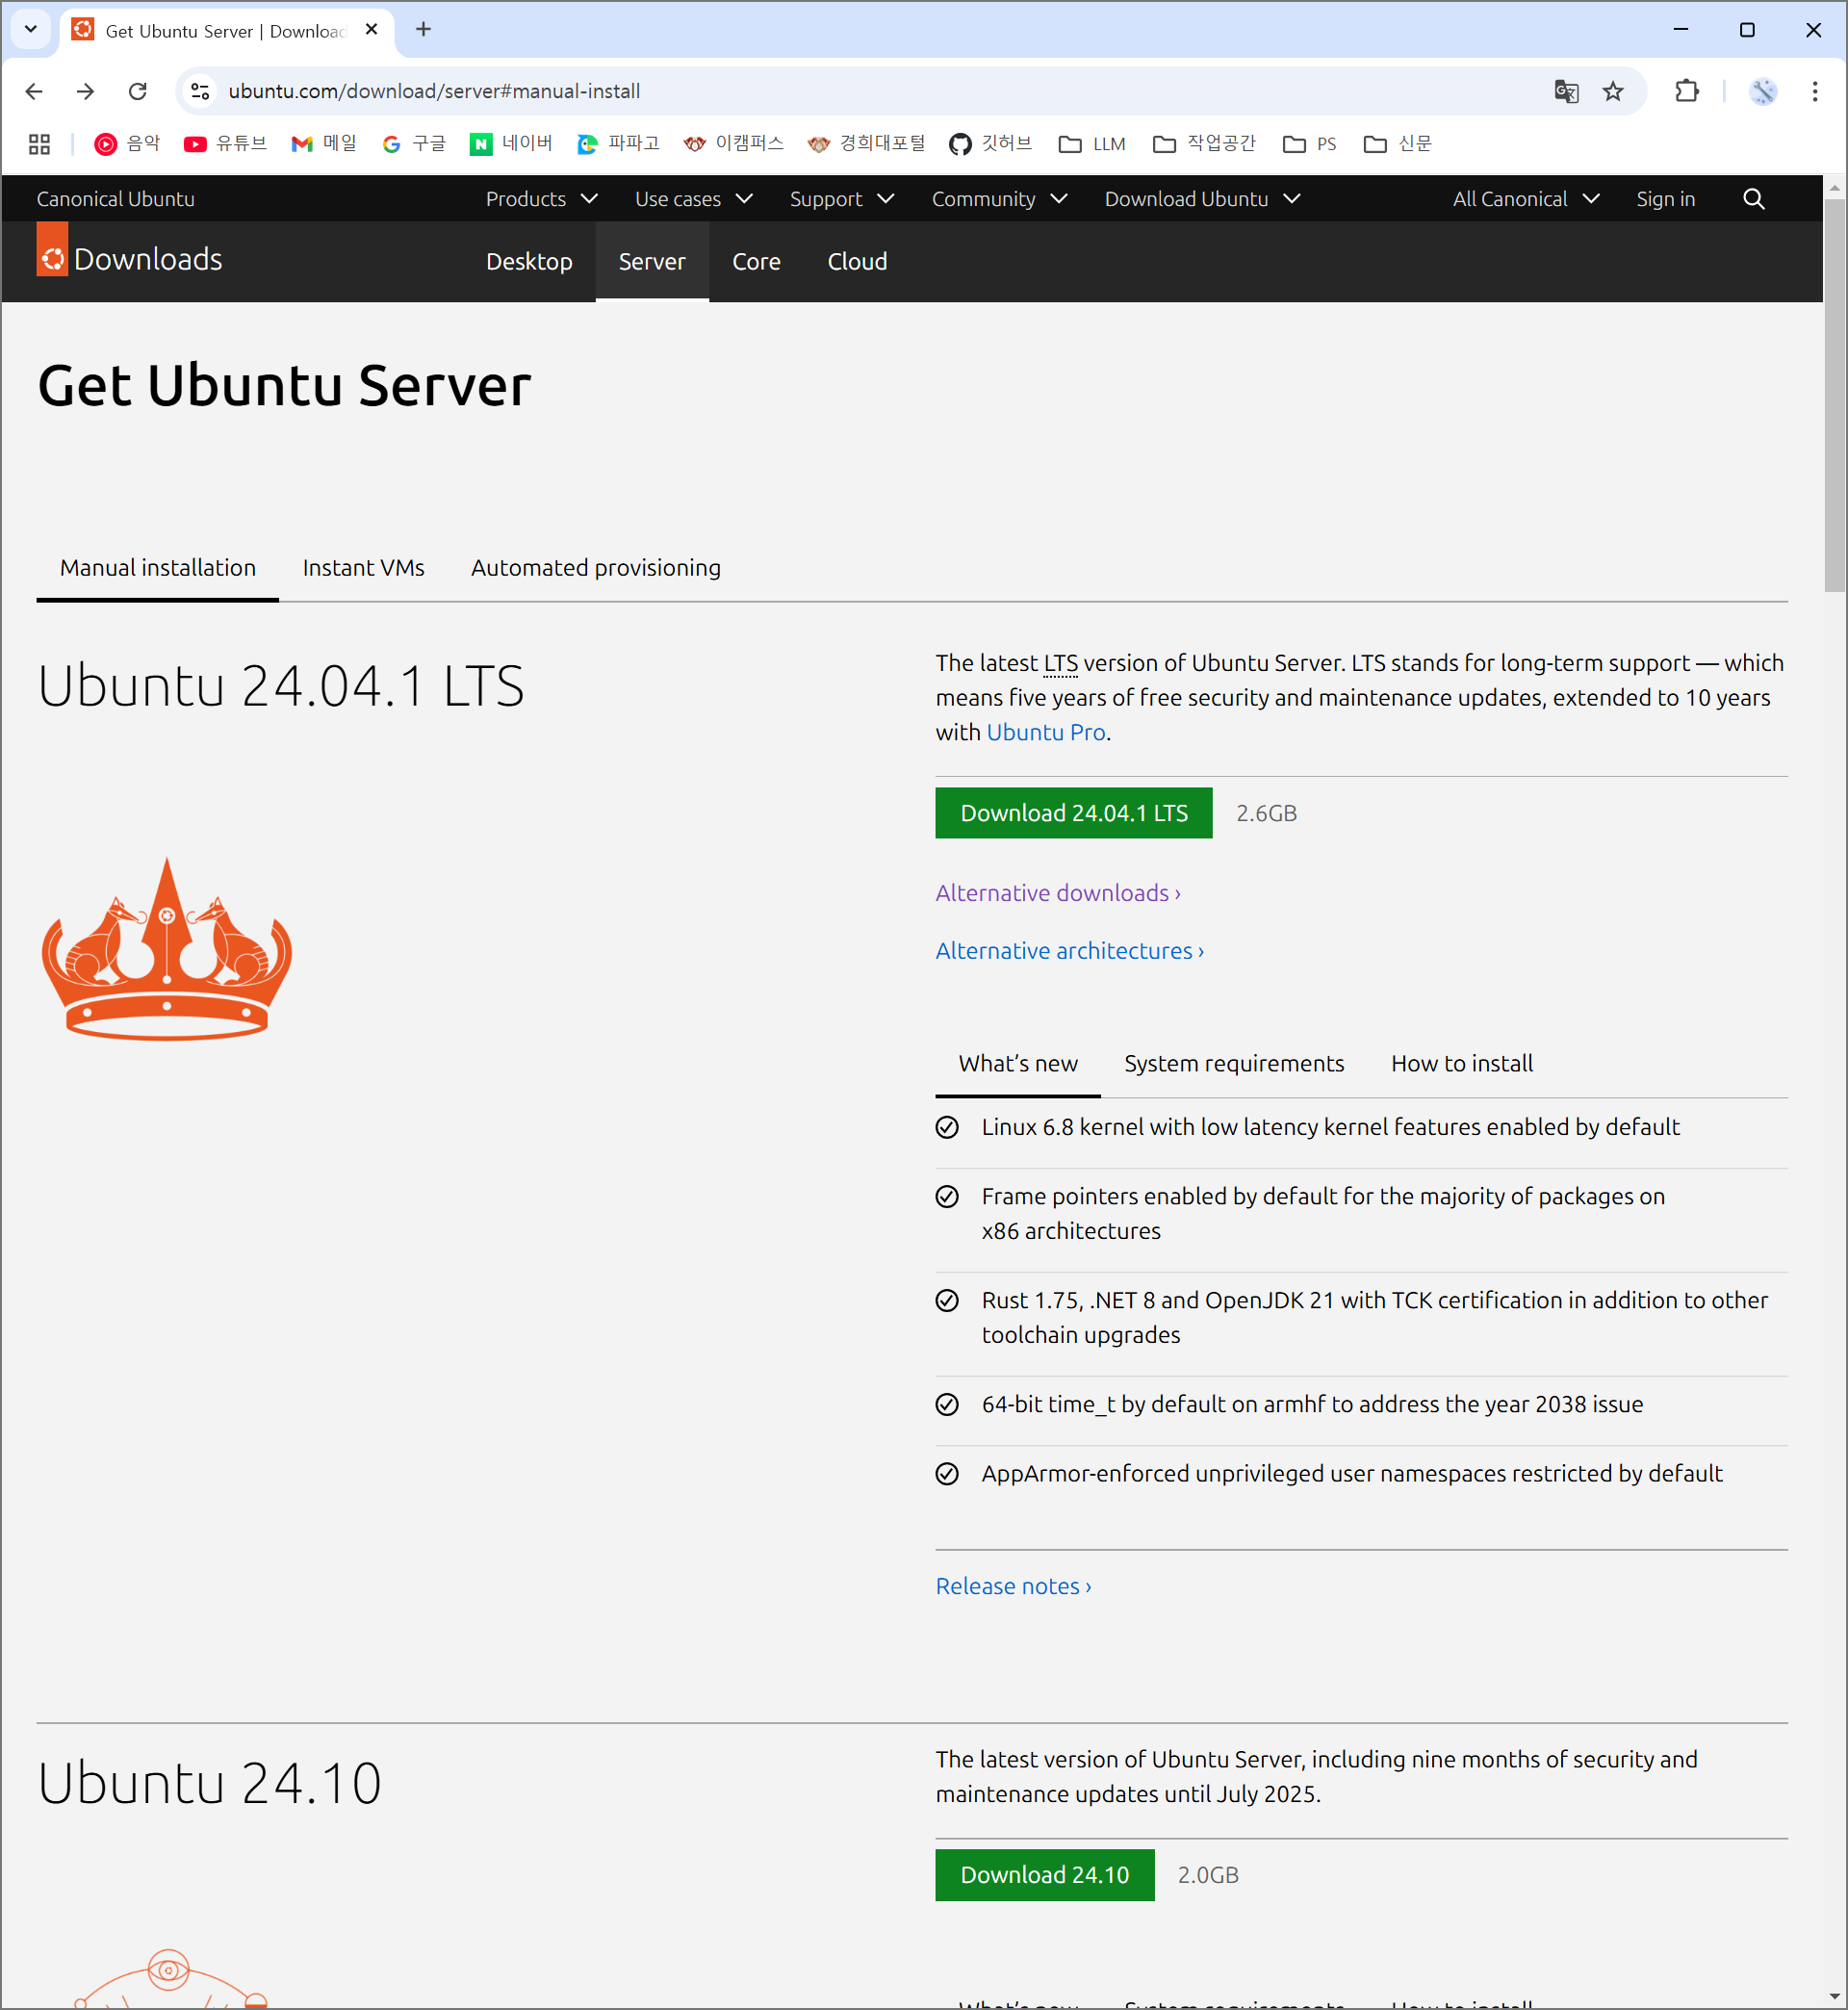 Get Ubuntu Server | Download
ubuntu.com/download/server#manual-install
음악 유튜브 메일 구글 네이버 파파고 이캠퍼스 경희대포털 깃허브 LLM 작업공간 PS 신문
Canonical Ubuntu Products Use cases Support Community Download Ubuntu All Canonical Sign in
Downloads Desktop Server Core Cloud
Get Ubuntu Server
Manual installation Instant VMs Automated provisioning
Ubuntu 24.04.1 LTS
The latest LTS version of Ubuntu Server. LTS stands for long-term support — which
means five years of free security and maintenance updates, extended to 10 years
with Ubuntu Pro.
Download 24.04.1 LTS 2.6GB
Alternative downloads ›
Alternative architectures ›
What’s new System requirements How to install
Linux 6.8 kernel with low latency kernel features enabled by default
Frame pointers enabled by default for the majority of packages on
x86 architectures
Rust 1.75, .NET 8 and OpenJDK 21 with TCK certification in addition to other
toolchain upgrades
64-bit time_t by default on armhf to address the year 2038 issue
AppArmor-enforced unprivileged user namespaces restricted by default
Release notes ›
Ubuntu 24.10
The latest version of Ubuntu Server, including nine months of security and
maintenance updates until July 2025.
Download 24.10 2.0GB
What’s new System requirements How to install